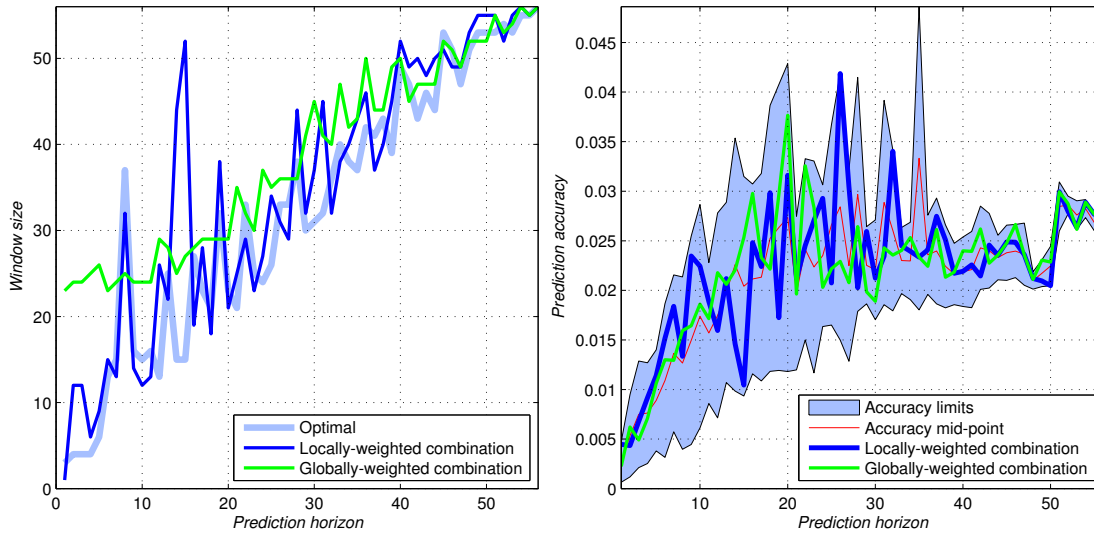 50
40
30
20
10
0
Window size
0
10
20
30
40
50
Prediction horizon
Optimal
Locally-weighted combination
Globally-weighted combination
0.045
0.04
0.035
0.03
0.025
0.02
0.015
0.01
0.005
0
Prediction accuracy
10
20
30
40
50
Prediction horizon
Accuracy limits
Accuracy mid-point
Locally-weighted combination
Globally-weighted combination